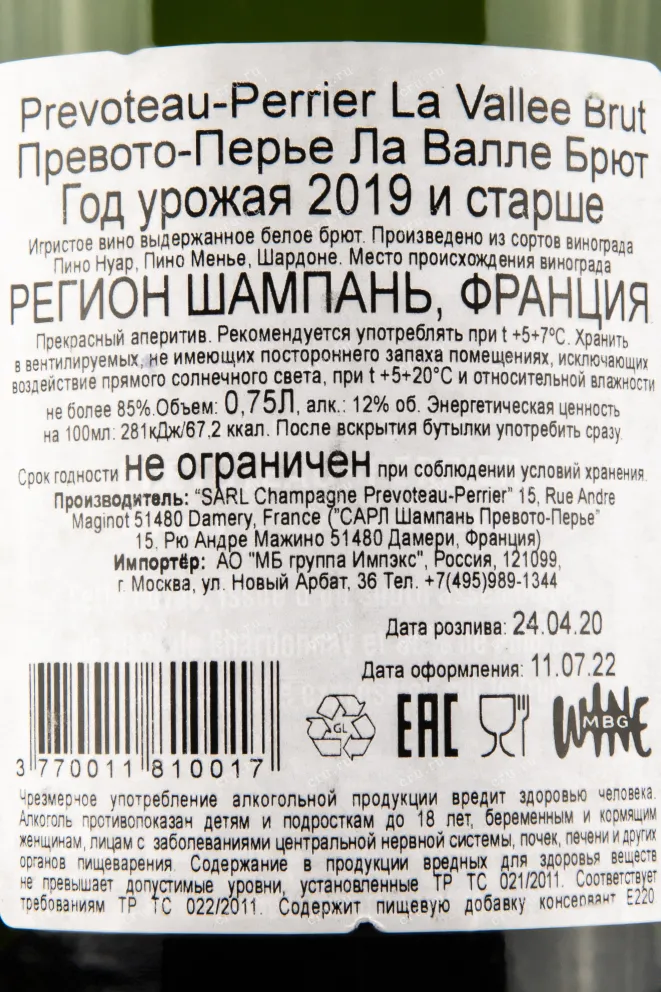 Prevoteau-Perrier La Vallee Brut
Превото-Перье Ла Валле Брют
Год урожая 2019 и старше
Игристое вино выдержанное белое брют. Произведено из сортов винограда
Пино Нуар, Пино Менье, Шардоне. Место происхождения винограда
РЕГИОН ШАМПАНЬ, ФРАНЦИЯ
Прекрасный аперитив. Рекомендуется употреблять при t +5+7°С. Хранить
в вентилируемых, не имеющих постороннего запаха помещениях, исключающих
воздействие прямого солнечного света, при t +5+20°С и относительной влажности
не более 85%.Объем: 0,75Л, алк.: 12% об. Энергетическая ценность
на 100мл: 281кДж/67,2 ккал. После вскрытия бутылки употребить сразу.
Срок годности не ограничен при соблюдении условий хранения.
Производитель: "SARL Champagne Prevoteau-Perrier" 15, Rue Andre
Maginot 51480 Damery, France ("САРЛ Шампань Превото-Перье"
15, Рю Андре Мажино 51480 Дамери, Франция)
Импортёр: АО "МБ группа Импэкс", Россия, 121099,
г. Москва, ул. Новый Арбат, 36 Тел. +7(495)989-1344
Дата розлива: 24.04.20
Дата оформления: 11.07.22
GL EAC WINE MBG
3 770011 810017
Чрезмерное употребление алкогольной продукции вредит здоровью человека.
Алкоголь противопоказан детям и подросткам до 18 лет, беременным и кормящим
женщинам, лицам с заболеваниями центральной нервной системы, почек, печени и других
органов пищеварения. Содержание в продукции вредных для здоровья веществ
не превышает допустимые уровни, установленные ТР ТС 021/2011. Соответствует
требованиям ТР ТС 022/2011. Содержит пищевую добавку консервант Е220